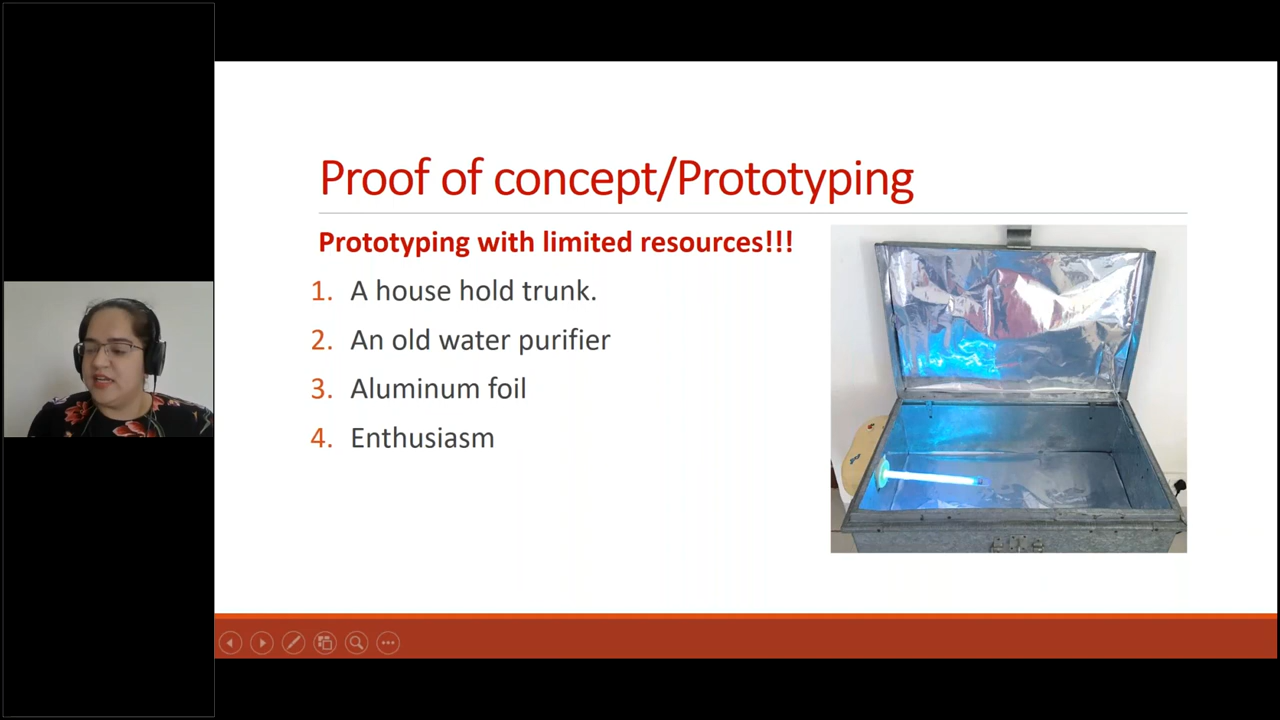 Proof of concept/Prototyping
Prototyping with limited resources!!!
1. A house hold trunk.
2. An old water purifier
3. Aluminum foil
4. Enthusiasm